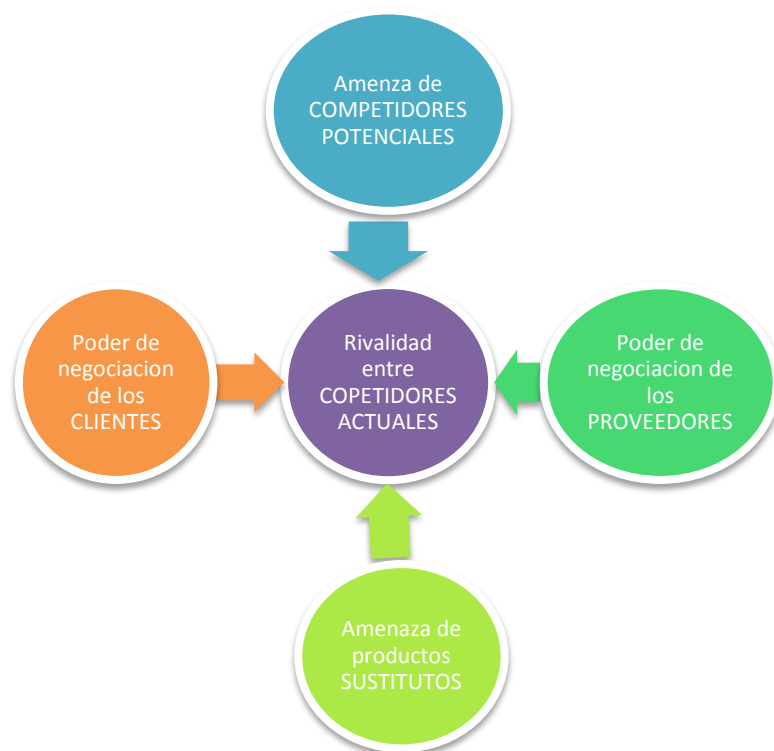 Amenza de
COMPETIDORES
POTENCIALES
Poder de
negociacion
de los
CLIENTES
Rivalidad
entre
COPETIDORES
ACTUALES
Poder de
negociacion de
los
PROVEEDORES
Amenaza de
productos
SUSTITUTOS